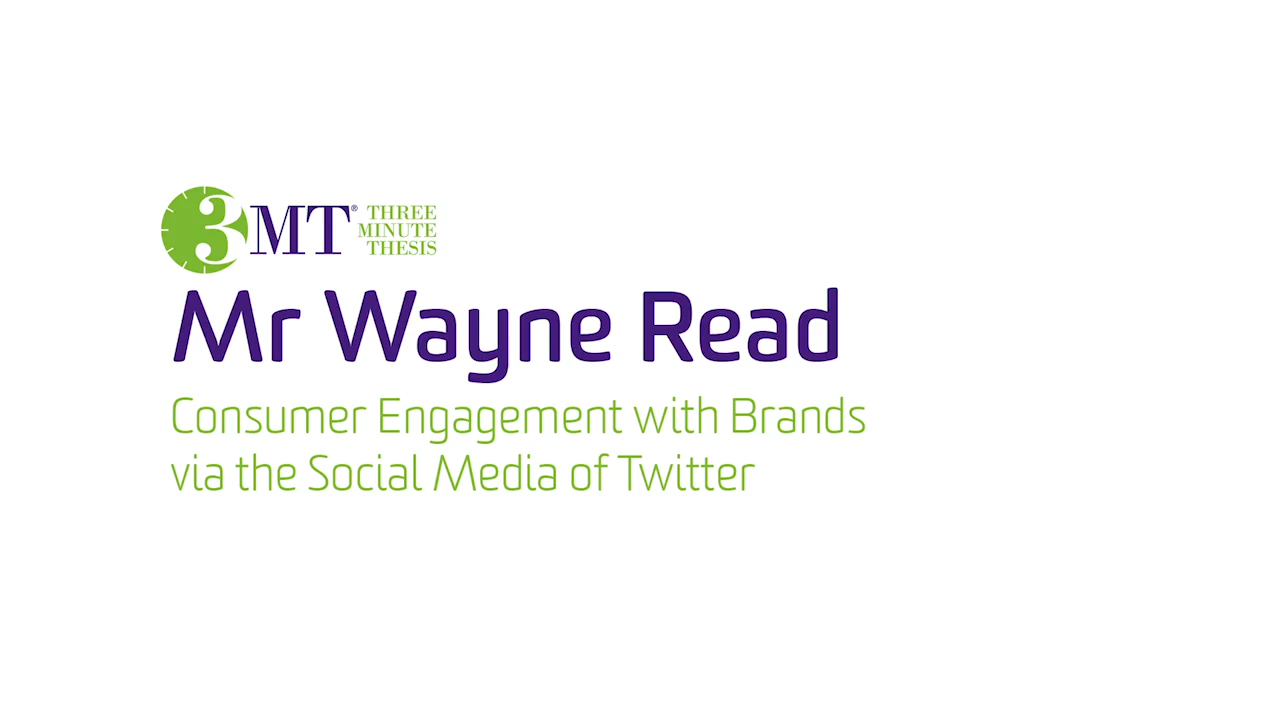 3MT® THREE
MINUTE
THESIS
Mr Wayne Read
Consumer Engagement with Brands
via the Social Media of Twitter